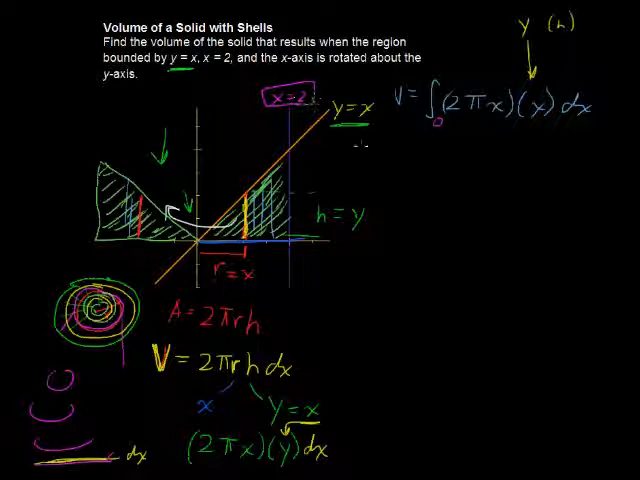 Volume of a Solid with Shells
Find the volume of the solid that results when the region
bounded by y = x, x = 2, and the x-axis is rotated about the
y-axis.
y (h)
V = ∫ (2πx)(x) dx
0
x = 2
y = x
h = y
r = x
A = 2πrh
V = 2πrh dx
x y = x
(2πx)(y) dx
dx